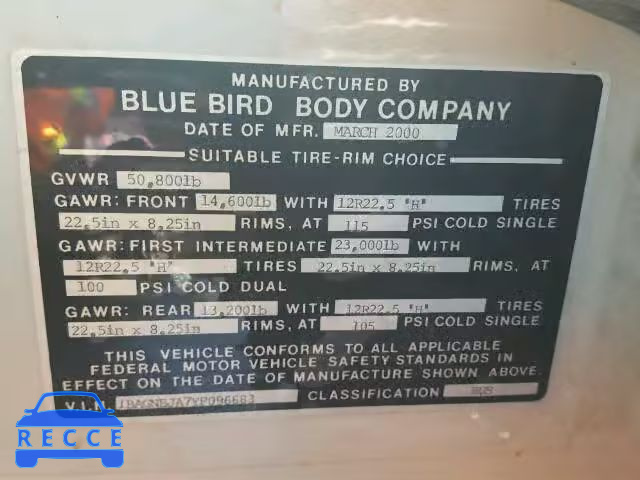 MANUFACTURED BY
BLUE BIRD BODY COMPANY
DATE OF MFR. MARCH 2000
SUITABLE TIRE-RIM CHOICE
GVWR 50,800lb
GAWR: FRONT 14,600lb WITH 12R22.5 "H" TIRES
22.5in x 8.25in RIMS, AT 115 PSI COLD SINGLE
GAWR: FIRST INTERMEDIATE 23,000lb WITH
12R22.5 "H" TIRES 22.5in x 8.25in RIMS, AT
100 PSI COLD DUAL
GAWR: REAR 13,200lb WITH 12R22.5 "H" TIRES
22.5in x 8.25in RIMS, AT 105 PSI COLD SINGLE
THIS VEHICLE CONFORMS TO ALL APPLICABLE
FEDERAL MOTOR VEHICLE SAFETY STANDARDS IN
EFFECT ON THE DATE OF MANUFACTURE SHOWN ABOVE.
V.I.N. 1BAGNBJA7YF096683 CLASSIFICATION BUS
RECCE